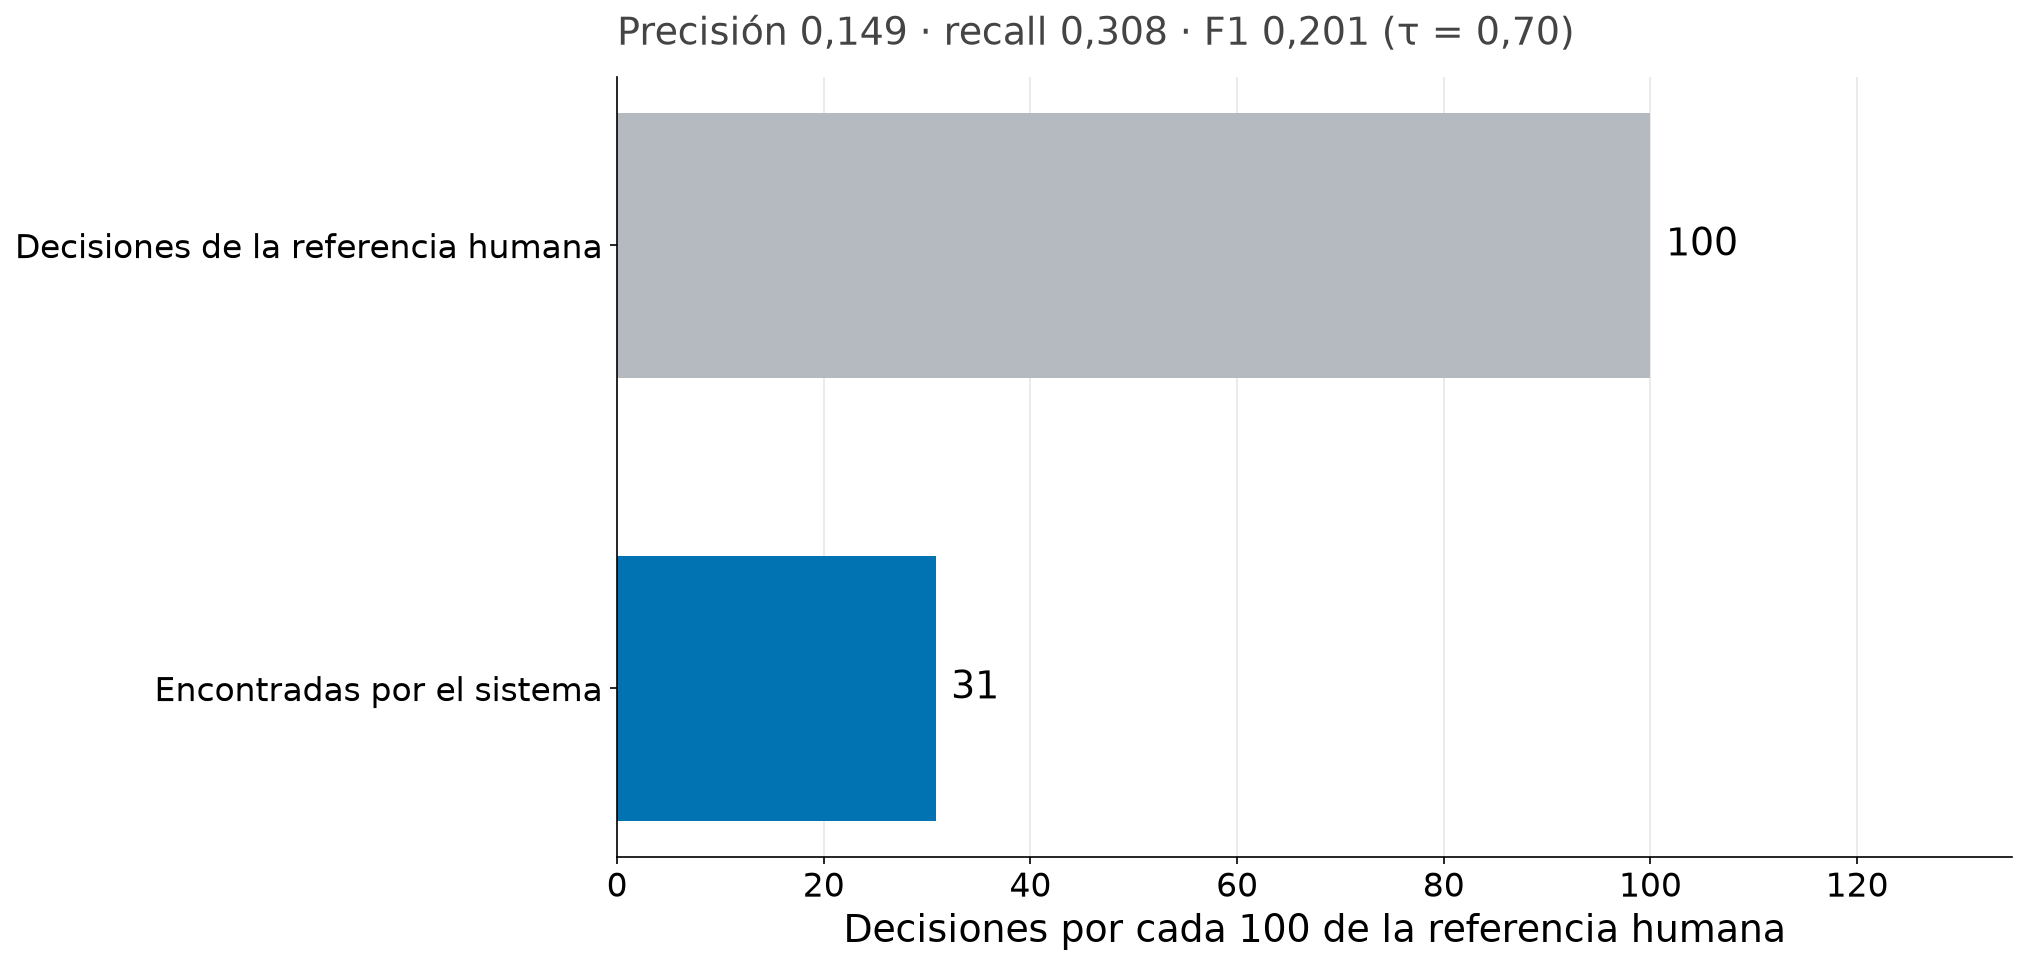 Precisión 0,149 · recall 0,308 · F1 0,201 (τ = 0,70)
Decisiones de la referencia humana
100
Encontradas por el sistema
31
0 20 40 60 80 100 120
Decisiones por cada 100 de la referencia humana